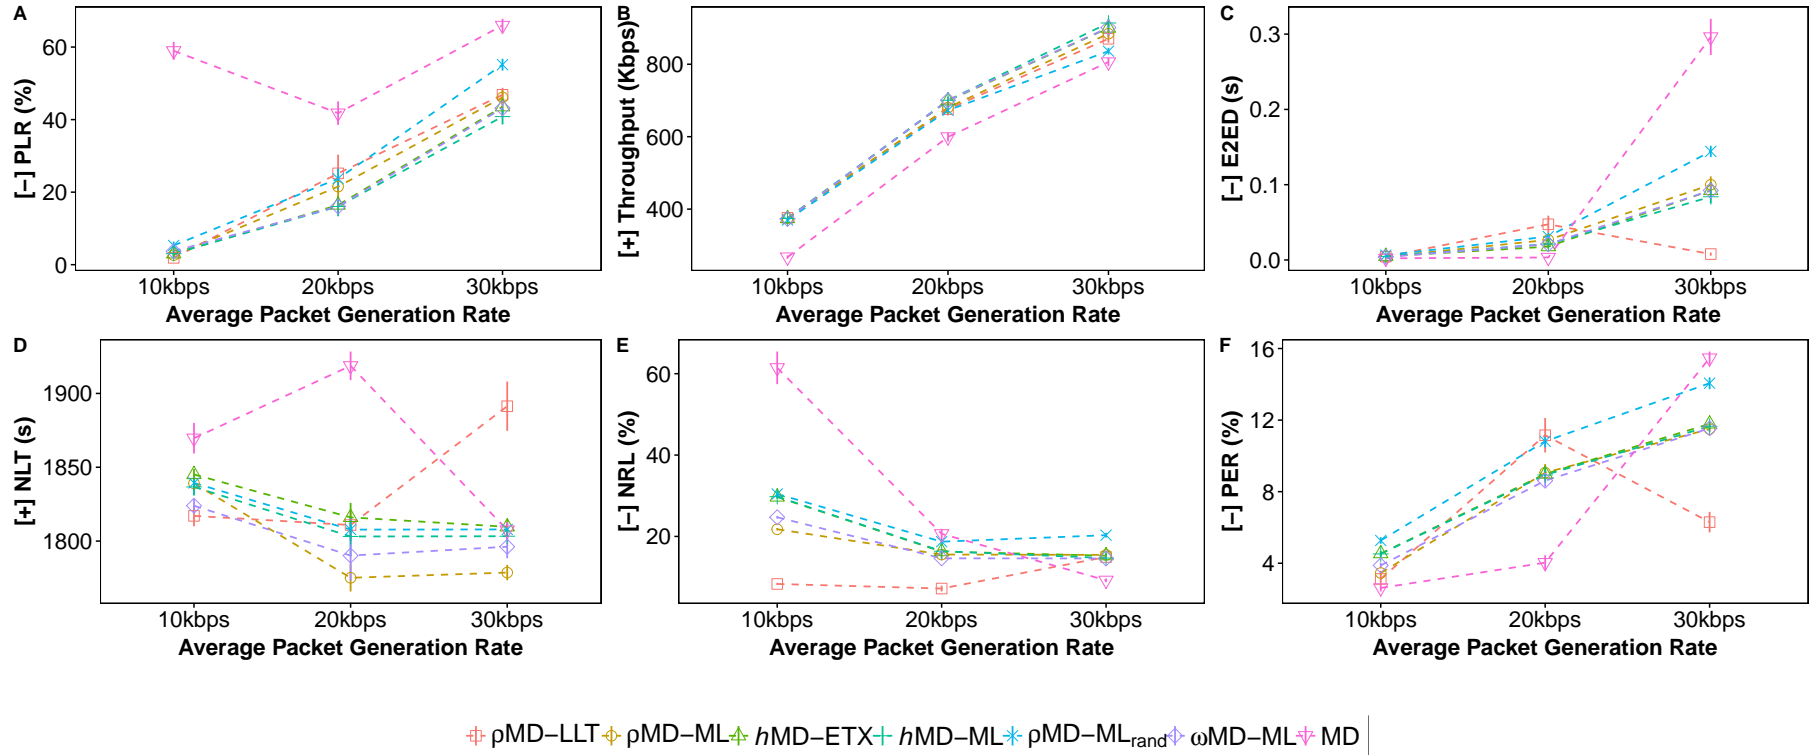 A
[−] PLR (%)
60
40
20
0
10kbps 20kbps 30kbps
Average Packet Generation Rate
B
[+] Throughput (Kbps)
800
600
400
10kbps 20kbps 30kbps
Average Packet Generation Rate
C
[−] E2ED (s)
0.3
0.2
0.1
0.0
10kbps 20kbps 30kbps
Average Packet Generation Rate
D
[+] NLT (s)
1900
1850
1800
10kbps 20kbps 30kbps
Average Packet Generation Rate
E
[−] NRL (%)
60
40
20
10kbps 20kbps 30kbps
Average Packet Generation Rate
F
[−] PER (%)
16
12
8
4
10kbps 20kbps 30kbps
Average Packet Generation Rate
ρMD−LLT ρMD−ML hMD−ETX hMD−ML ρMD−MLrand ωMD−ML MD